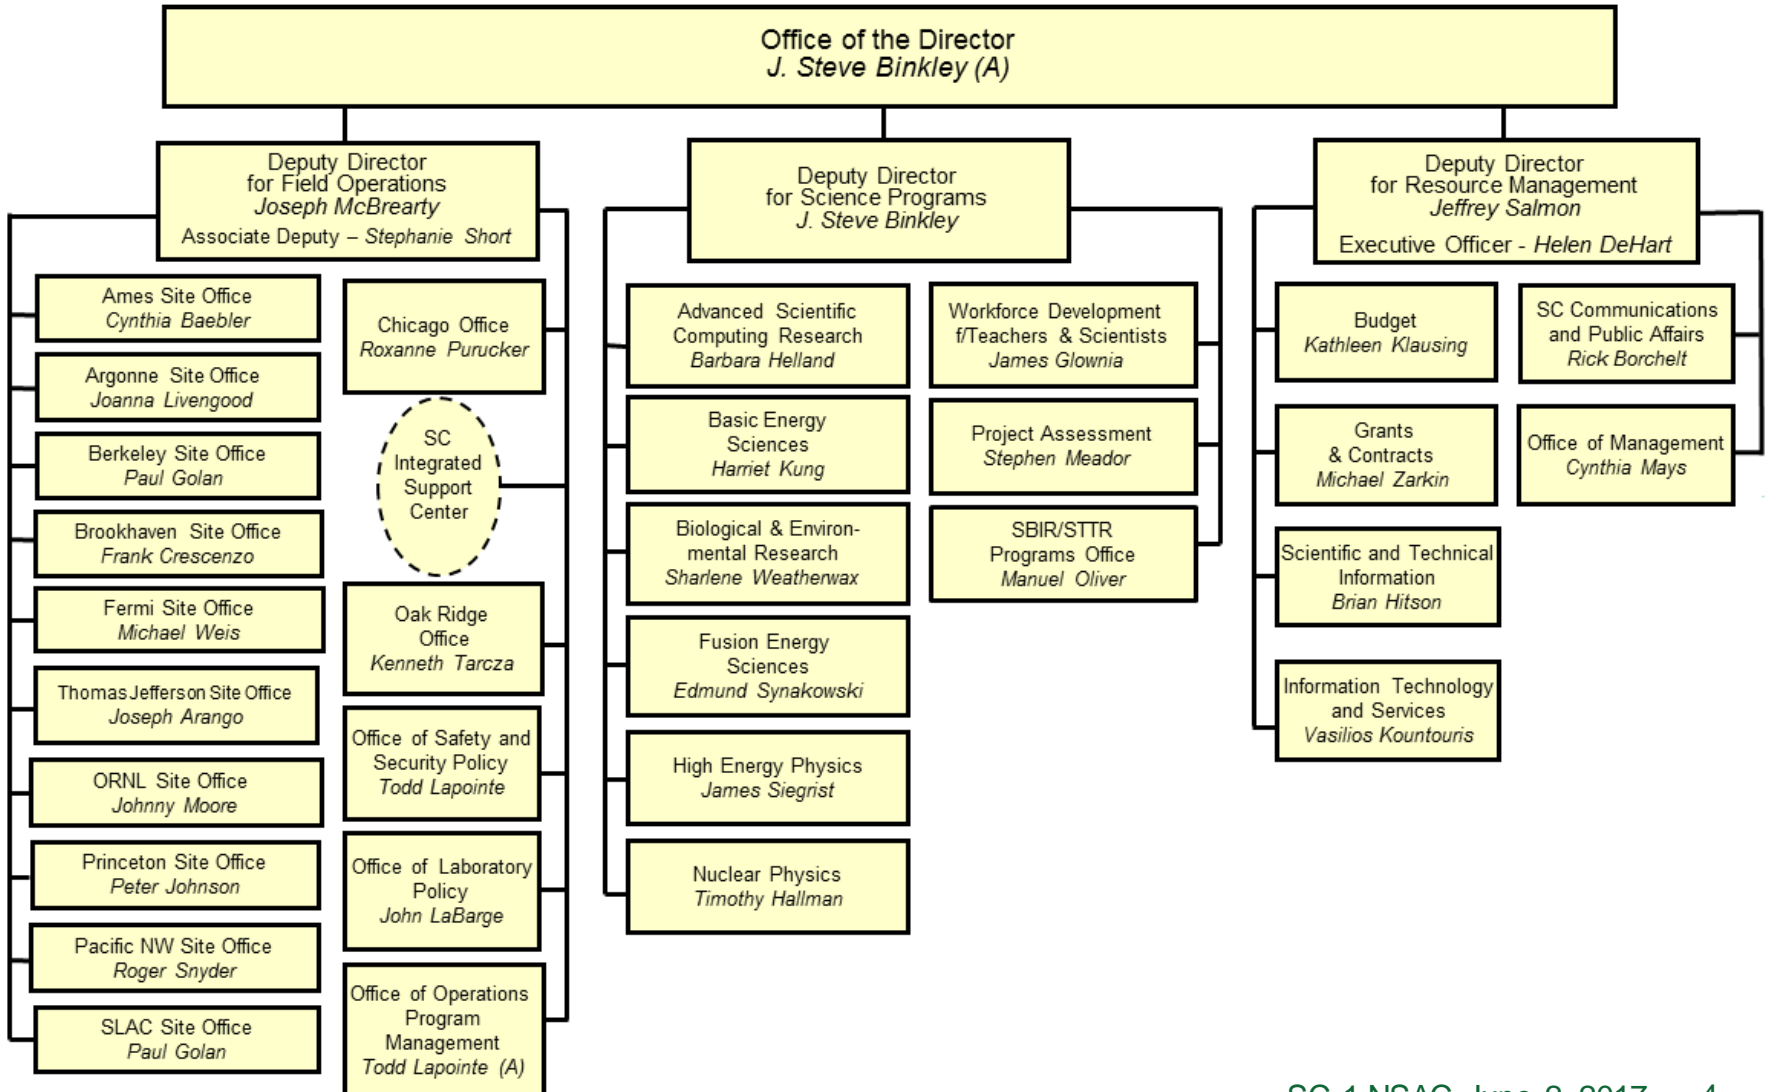 Office of the Director
J. Steve Binkley (A)
Deputy Director
for Field Operations
Joseph McBrearty
Associate Deputy – Stephanie Short
Ames Site Office
Cynthia Baebler
Argonne Site Office
Joanna Livengood
Berkeley Site Office
Paul Golan
Brookhaven Site Office
Frank Crescenzo
Fermi Site Office
Michael Weis
Thomas Jefferson Site Office
Joseph Arango
ORNL Site Office
Johnny Moore
Princeton Site Office
Peter Johnson
Pacific NW Site Office
Roger Snyder
SLAC Site Office
Paul Golan
Chicago Office
Roxanne Purucker
SC
Integrated
Support
Center
Oak Ridge
Office
Kenneth Tarcza
Office of Safety and
Security Policy
Todd Lapointe
Office of Laboratory
Policy
John LaBarge
Office of Operations
Program
Management
Todd Lapointe (A)
Deputy Director
for Science Programs
J. Steve Binkley
Advanced Scientific
Computing Research
Barbara Helland
Basic Energy
Sciences
Harriet Kung
Biological & Environ-
mental Research
Sharlene Weatherwax
Fusion Energy
Sciences
Edmund Synakowski
High Energy Physics
James Siegrist
Nuclear Physics
Timothy Hallman
Workforce Development
f/Teachers & Scientists
James Glownia
Project Assessment
Stephen Meador
SBIR/STTR
Programs Office
Manuel Oliver
Deputy Director
for Resource Management
Jeffrey Salmon
Executive Officer - Helen DeHart
Budget
Kathleen Klausing
Grants
& Contracts
Michael Zarkin
Scientific and Technical
Information
Brian Hitson
Information Technology
and Services
Vasilios Kountouris
SC Communications
and Public Affairs
Rick Borchelt
Office of Management
Cynthia Mays
SC-1 NSAC June 2, 2017 4